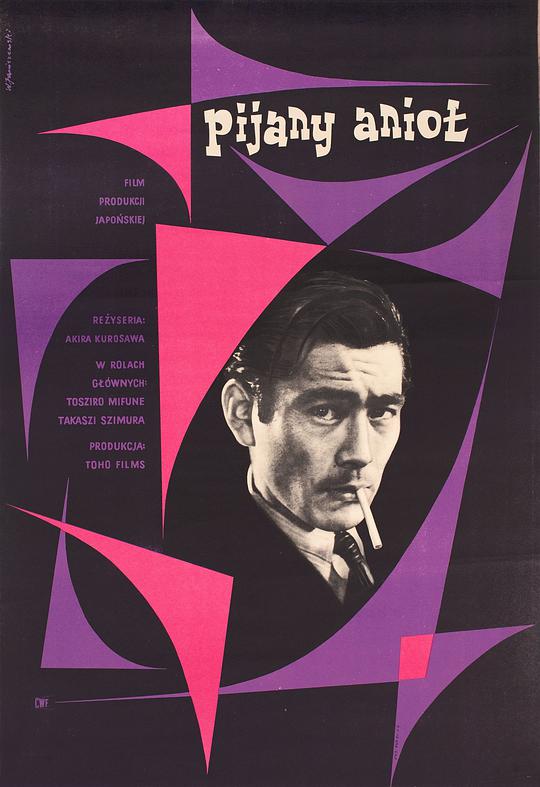 pijany anioł
FILM
PRODUKCJI
JAPOŃSKIEJ
REŻYSERIA:
AKIRA KUROSAWA
W ROLACH
GŁÓWNYCH:
TOSZIRO MIFUNE
TAKASZI SZIMURA
PRODUKCJA:
TOHO FILMS
CWF